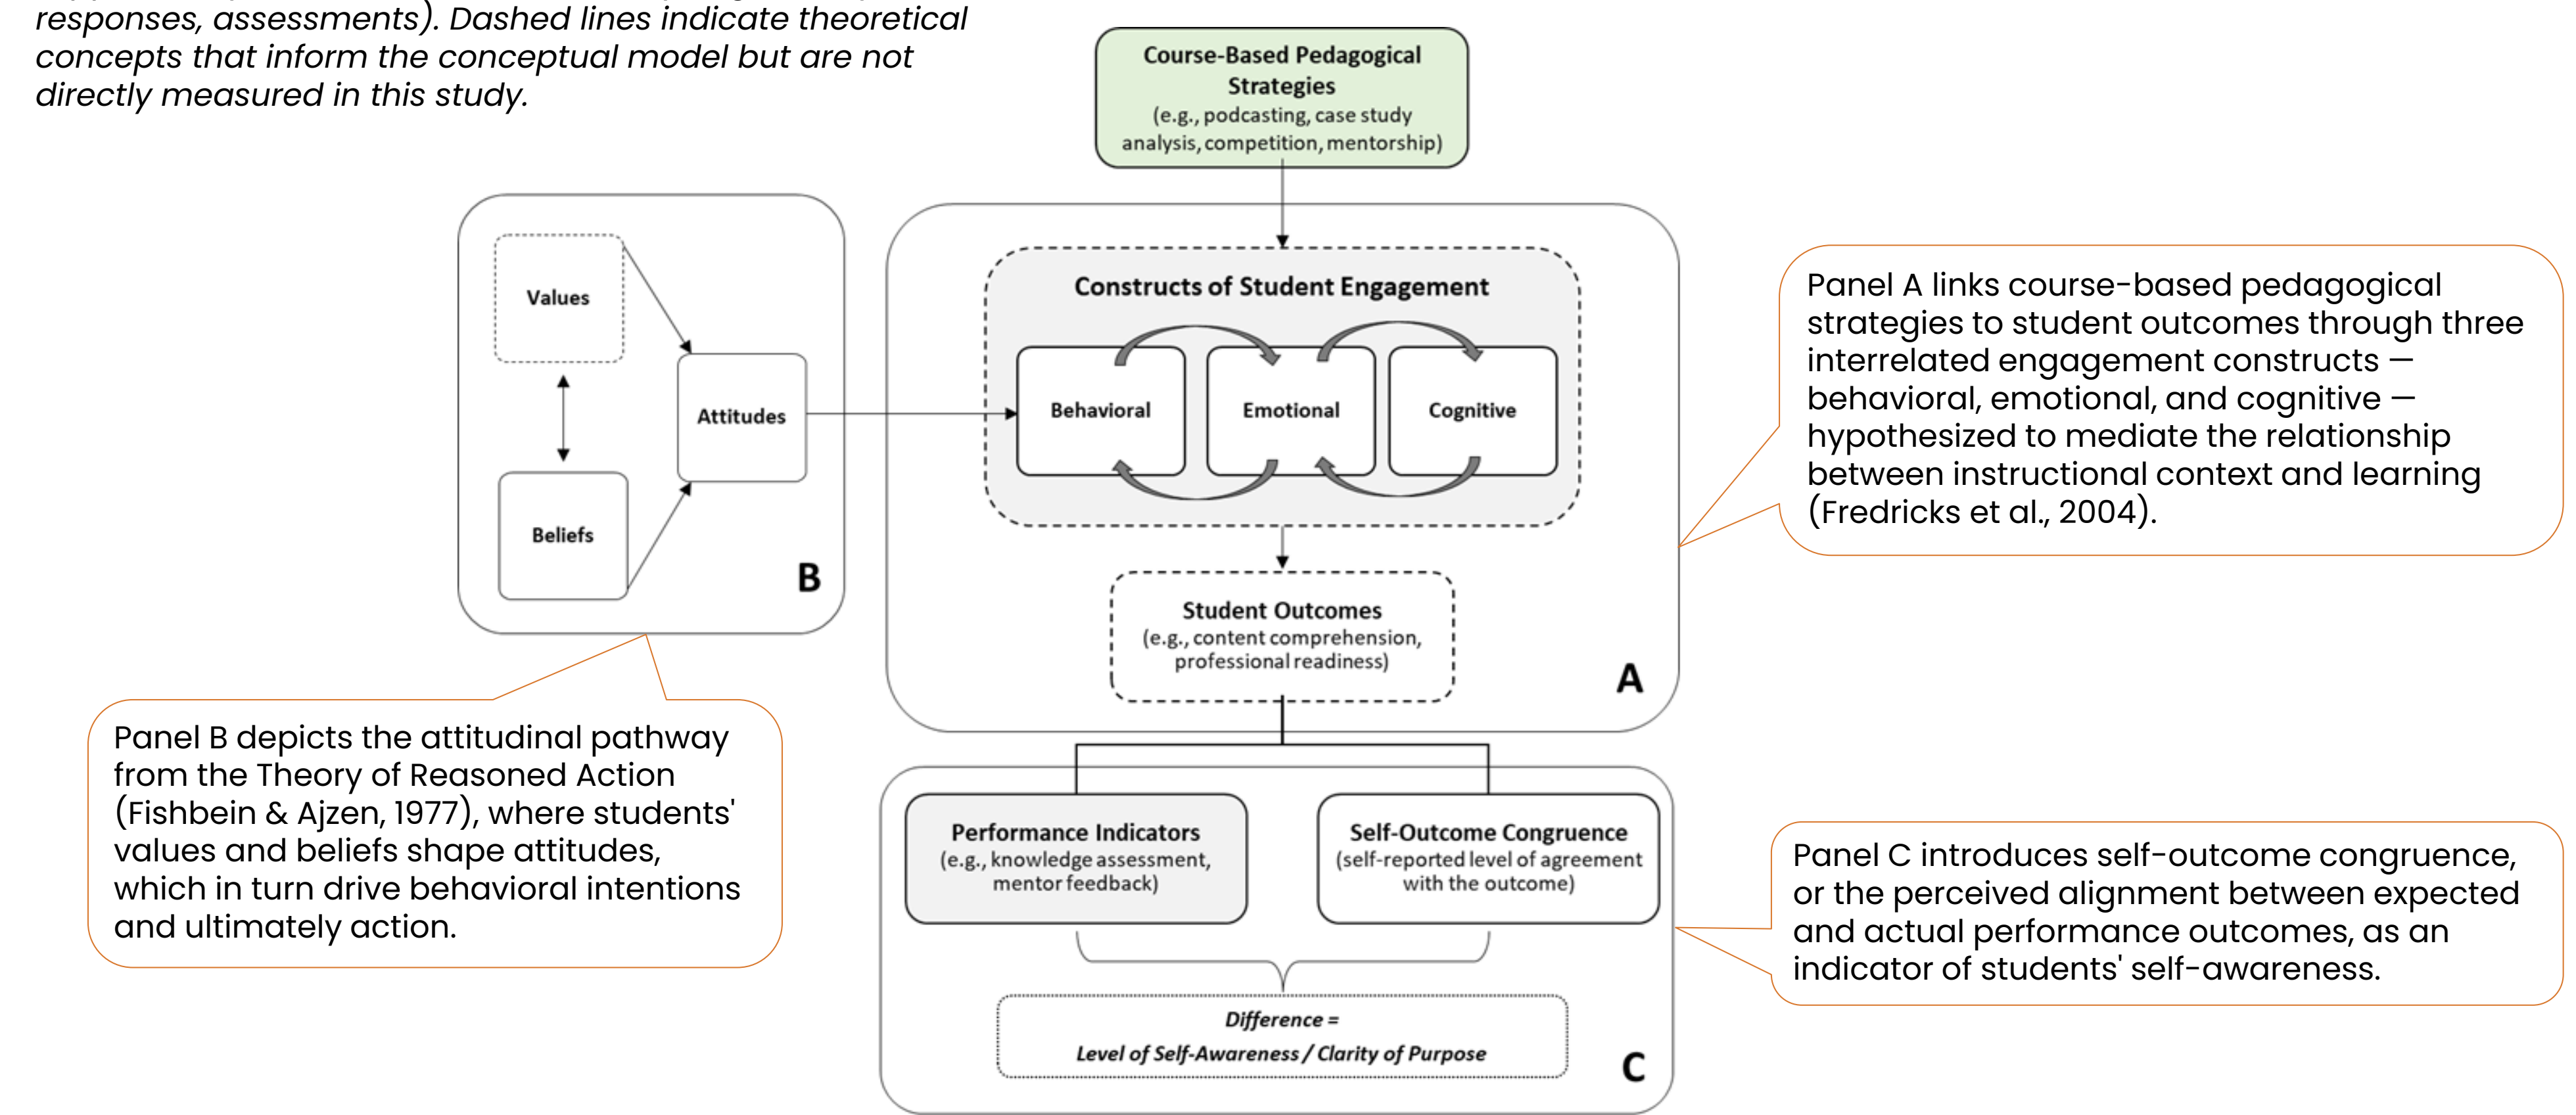 responses, assessments). Dashed lines indicate theoretical
concepts that inform the conceptual model but are not
directly measured in this study.
Course-Based Pedagogical
Strategies
(e.g., podcasting, case study
analysis, competition, mentorship)
Values
Attitudes
Beliefs
B
Constructs of Student Engagement
Behavioral
Emotional
Cognitive
Student Outcomes
(e.g., content comprehension,
professional readiness)
A
Panel A links course-based pedagogical
strategies to student outcomes through three
interrelated engagement constructs —
behavioral, emotional, and cognitive —
hypothesized to mediate the relationship
between instructional context and learning
(Fredricks et al., 2004).
Panel B depicts the attitudinal pathway
from the Theory of Reasoned Action
(Fishbein & Ajzen, 1977), where students'
values and beliefs shape attitudes,
which in turn drive behavioral intentions
and ultimately action.
Performance Indicators
(e.g., knowledge assessment,
mentor feedback)
Self-Outcome Congruence
(self-reported level of agreement
with the outcome)
Difference =
Level of Self-Awareness / Clarity of Purpose
C
Panel C introduces self-outcome congruence,
or the perceived alignment between expected
and actual performance outcomes, as an
indicator of students' self-awareness.